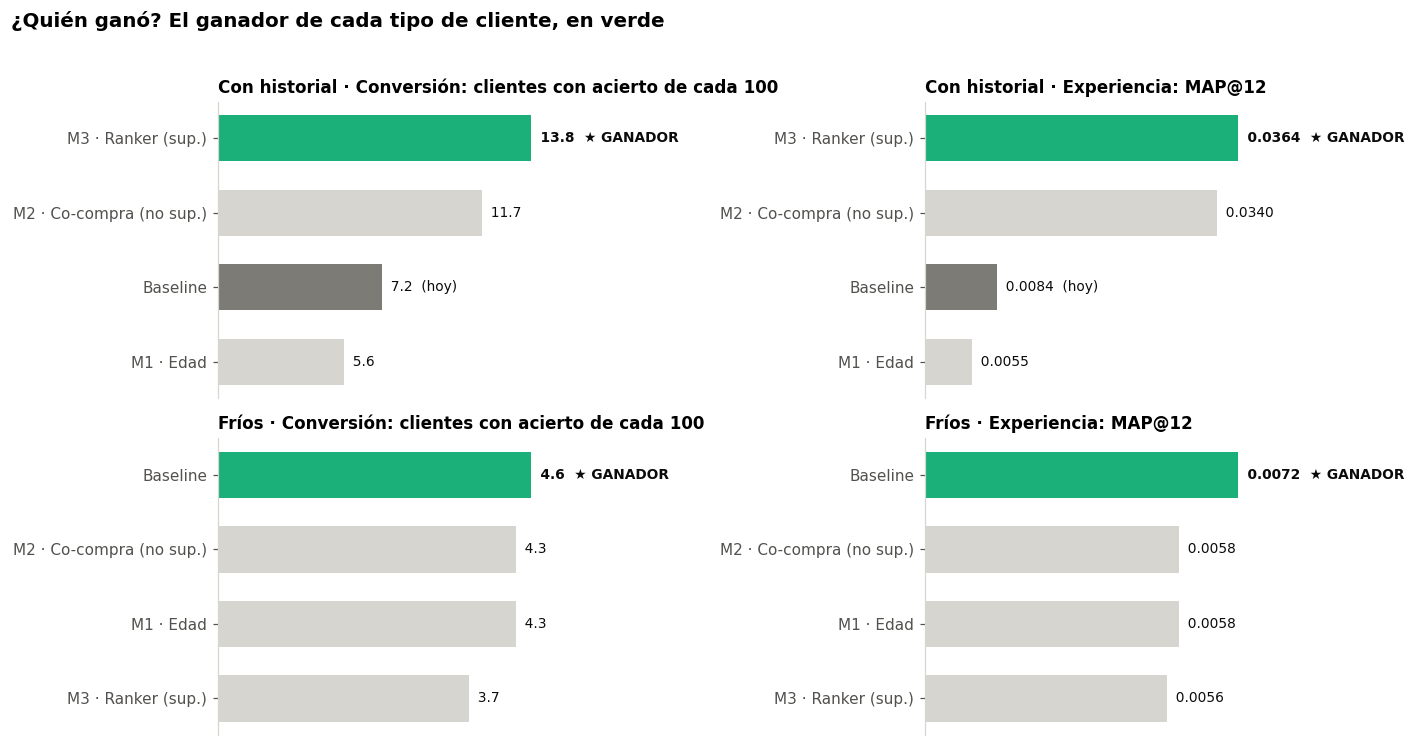 ¿Quién ganó? El ganador de cada tipo de cliente, en verde
Con historial · Conversión: clientes con acierto de cada 100
M3 · Ranker (sup.)
13.8 ★ GANADOR
M2 · Co-compra (no sup.)
11.7
Baseline
7.2 (hoy)
M1 · Edad
5.6
Con historial · Experiencia: MAP@12
M3 · Ranker (sup.)
0.0364 ★ GANADOR
M2 · Co-compra (no sup.)
0.0340
Baseline
0.0084 (hoy)
M1 · Edad
0.0055
Fríos · Conversión: clientes con acierto de cada 100
Baseline
4.6 ★ GANADOR
M2 · Co-compra (no sup.)
4.3
M1 · Edad
4.3
M3 · Ranker (sup.)
3.7
Fríos · Experiencia: MAP@12
Baseline
0.0072 ★ GANADOR
M2 · Co-compra (no sup.)
0.0058
M1 · Edad
0.0058
M3 · Ranker (sup.)
0.0056